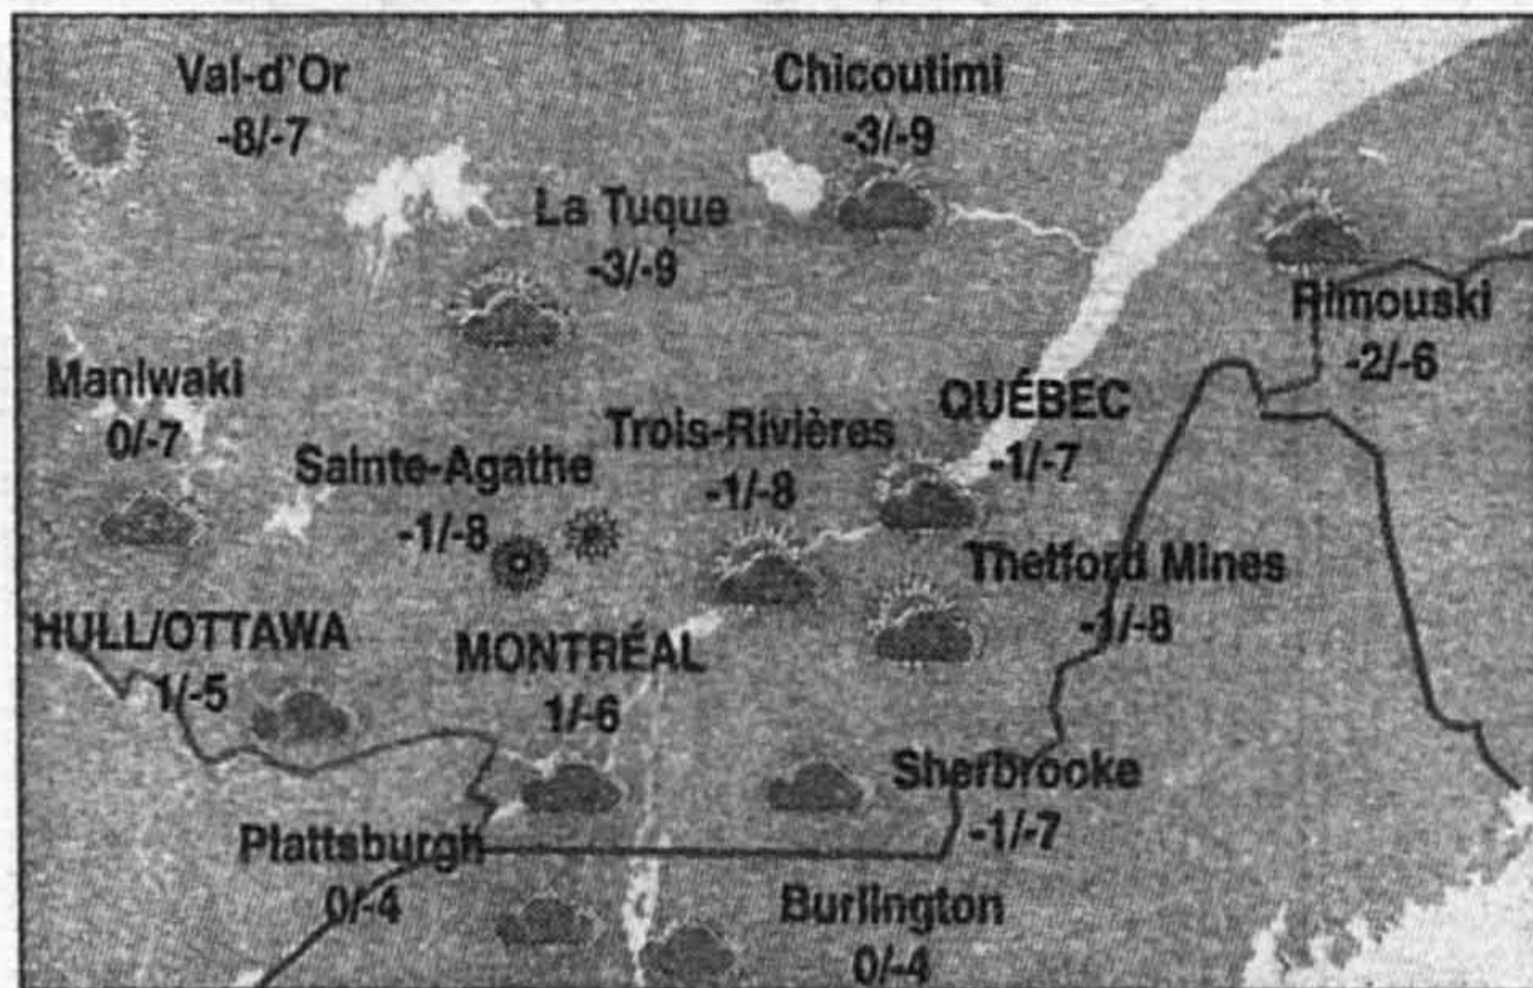 Val-d'Or
-8/-7
Chicoutimi
-3/-9
La Tuque
-3/-9
Rimouski
-2/-6
Maniwaki
0/-7
QUÉBEC
-1/-7
Trois-Rivières
-1/-8
Sainte-Agathe
-1/-8
Thetford Mines
-1/-8
HULL/OTTAWA
1/-5
MONTRÉAL
1/-6
Sherbrooke
-1/-7
Plattsburgh
0/-4
Burlington
0/-4